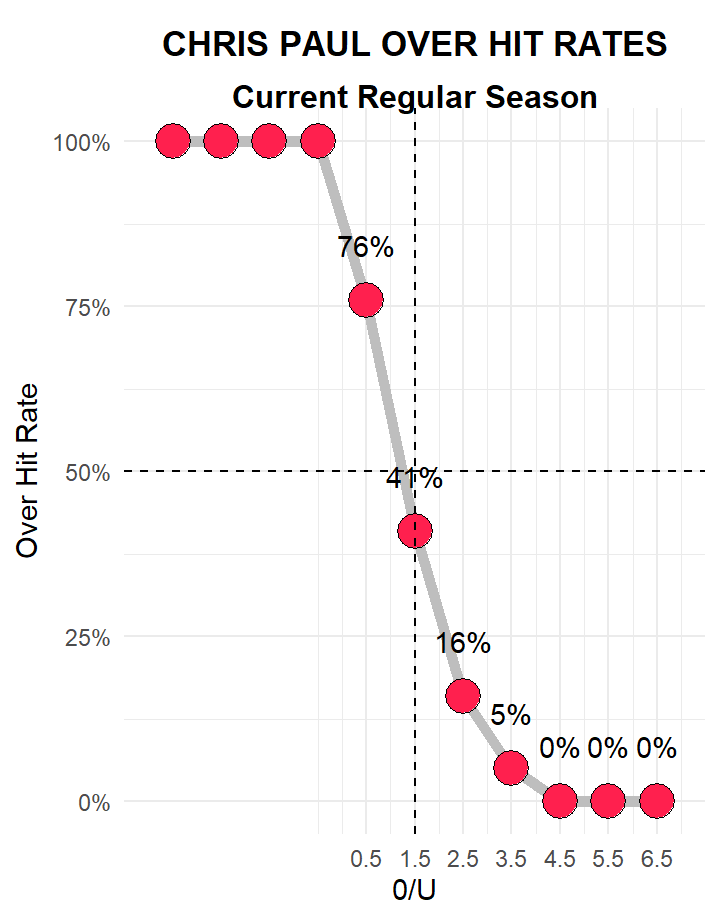 CHRIS PAUL OVER HIT RATES
Current Regular Season
Over Hit Rate
100%
75%
50%
25%
0%
76%
41%
16%
5%
0% 0% 0%
0.5 1.5 2.5 3.5 4.5 5.5 6.5
0/U